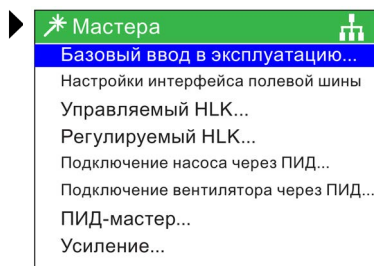 Мастера
Базовый ввод в эксплуатацию...
Настройки интерфейса полевой шины
Управляемый HLK...
Регулируемый HLK...
Подключение насоса через ПИД...
Подключение вентилятора через ПИД...
ПИД-мастер...
Усиление...